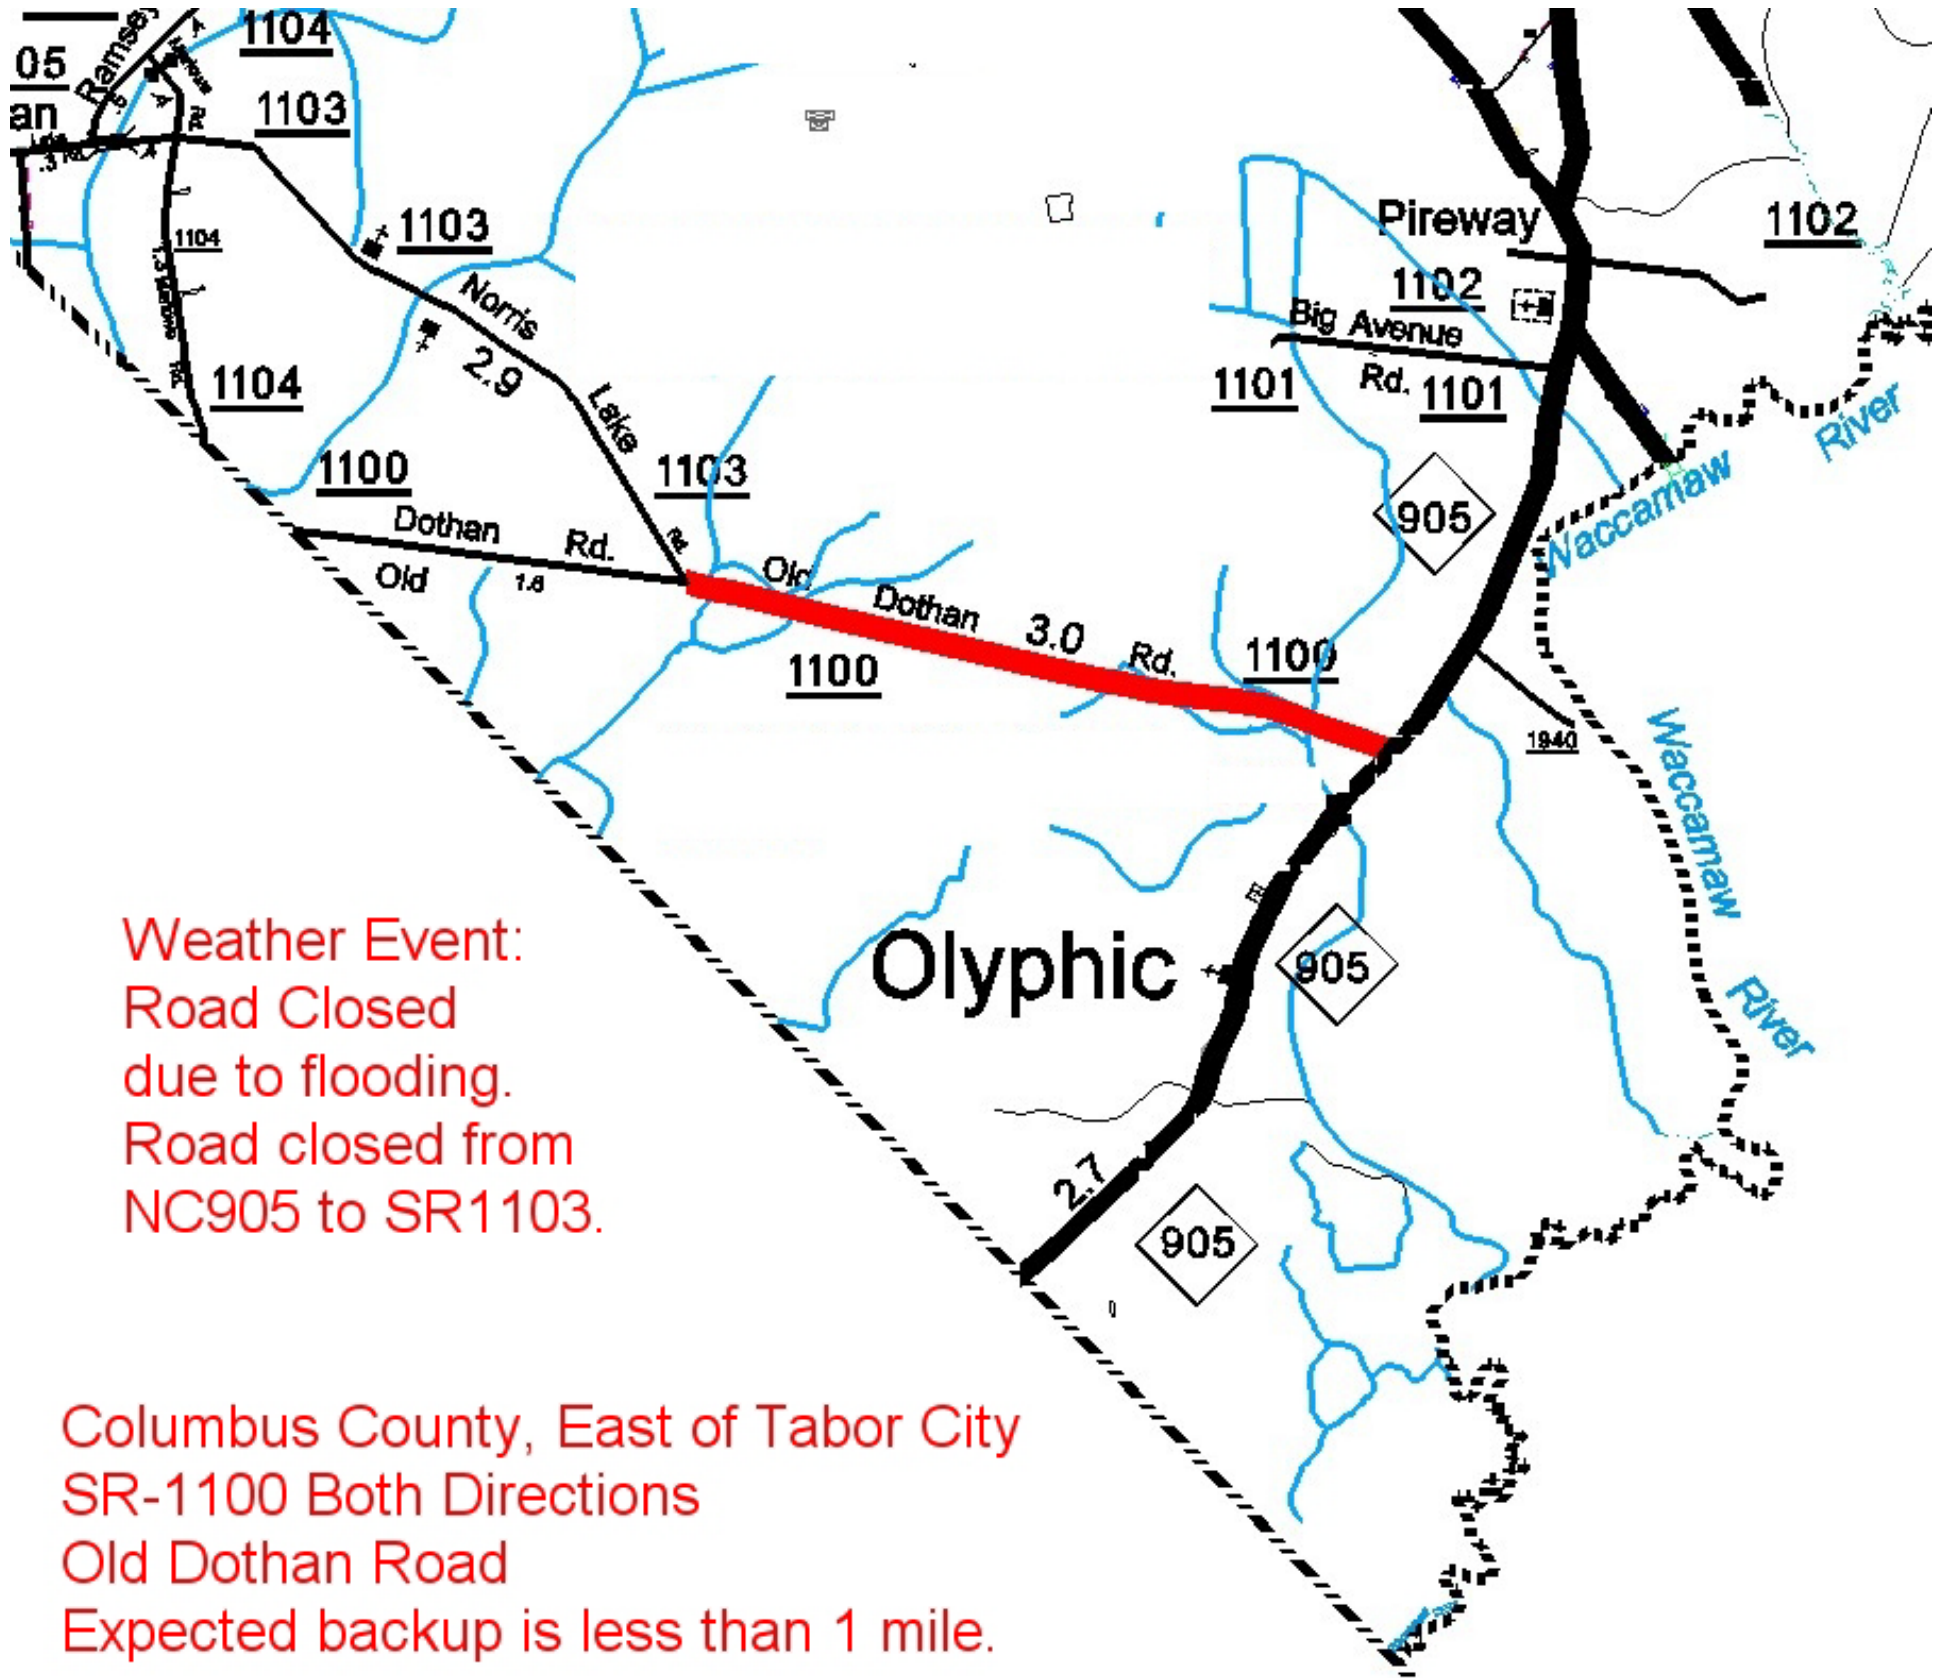 Ramsey
1104
05
1103
an
.3
1103
1104
Pireway
1102
1102
Norris
Big Avenue
2.9
1104
Rd.
1101
1101
Lake
River
1100
1103
Waccamaw
905
Dothan
Rd.
Rd.
Old
1.6
Old
Dothan
3.0
Rd.
1100
1100
1940
Waccamaw
Weather Event:
Road Closed
due to flooding.
Road closed from
NC905 to SR1103.
Olyphic
905
River
2.7
905
Columbus County, East of Tabor City
SR-1100 Both Directions
Old Dothan Road
Expected backup is less than 1 mile.